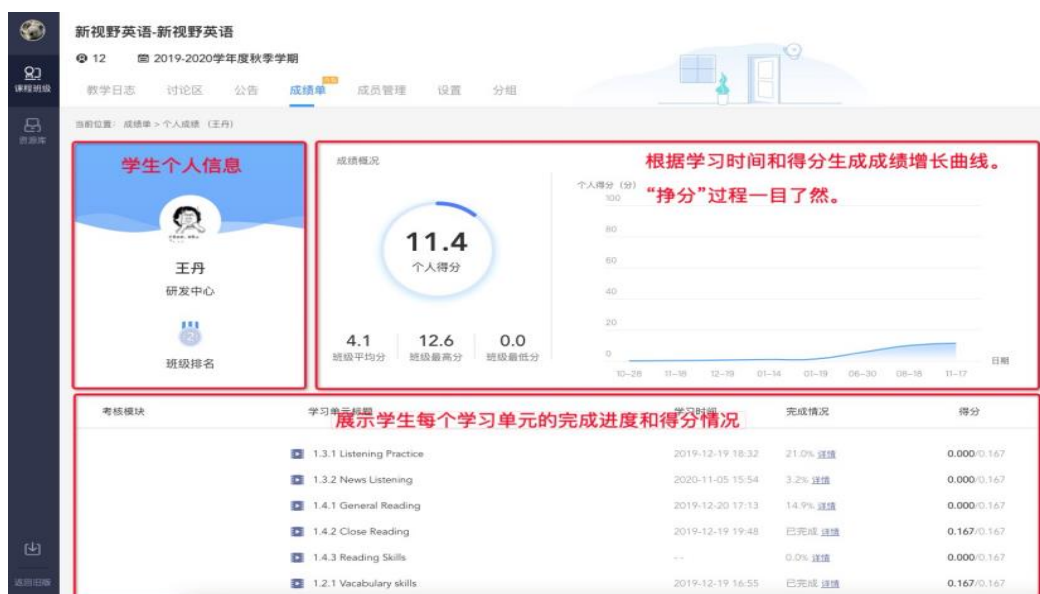 新视野英语-新视野英语
12 2019-2020学年度秋季学期
课程班级
教学日志 讨论区 公告 成绩单 成员管理 设置 分组
资源库
当前位置: 成绩单 > 个人成绩 (王丹)
学生个人信息
成绩概况
根据学习时间和得分生成成绩增长曲线。
“挣分”过程一目了然。
个人得分 (分)
100
80
60
40
20
0
11.4
个人得分
王丹
研发中心
2
班级排名
4.1 12.6 0.0
班级平均分 班级最高分 班级最低分
日期
10-28 11-18 12-19 01-14 01-19 06-30 08-18 11-17
考核模块 学习单元标题 学习时间 完成情况 得分
展示学生每个学习单元的完成进度和得分情况
1.3.1 Listening Practice 2019-12-19 18:32 21.0% 详情 0.000/0.167
1.3.2 News Listening 2020-11-05 15:54 3.2% 详情 0.000/0.167
1.4.1 General Reading 2019-12-20 17:13 14.9% 详情 0.000/0.167
1.4.2 Close Reading 2019-12-19 19:48 已完成 详情 0.167/0.167
1.4.3 Reading Skills -- 0.0% 详情 0.000/0.167
1.2.1 Vacabulary skills 2019-12-19 16:55 已完成 详情 0.167/0.167
返回旧版